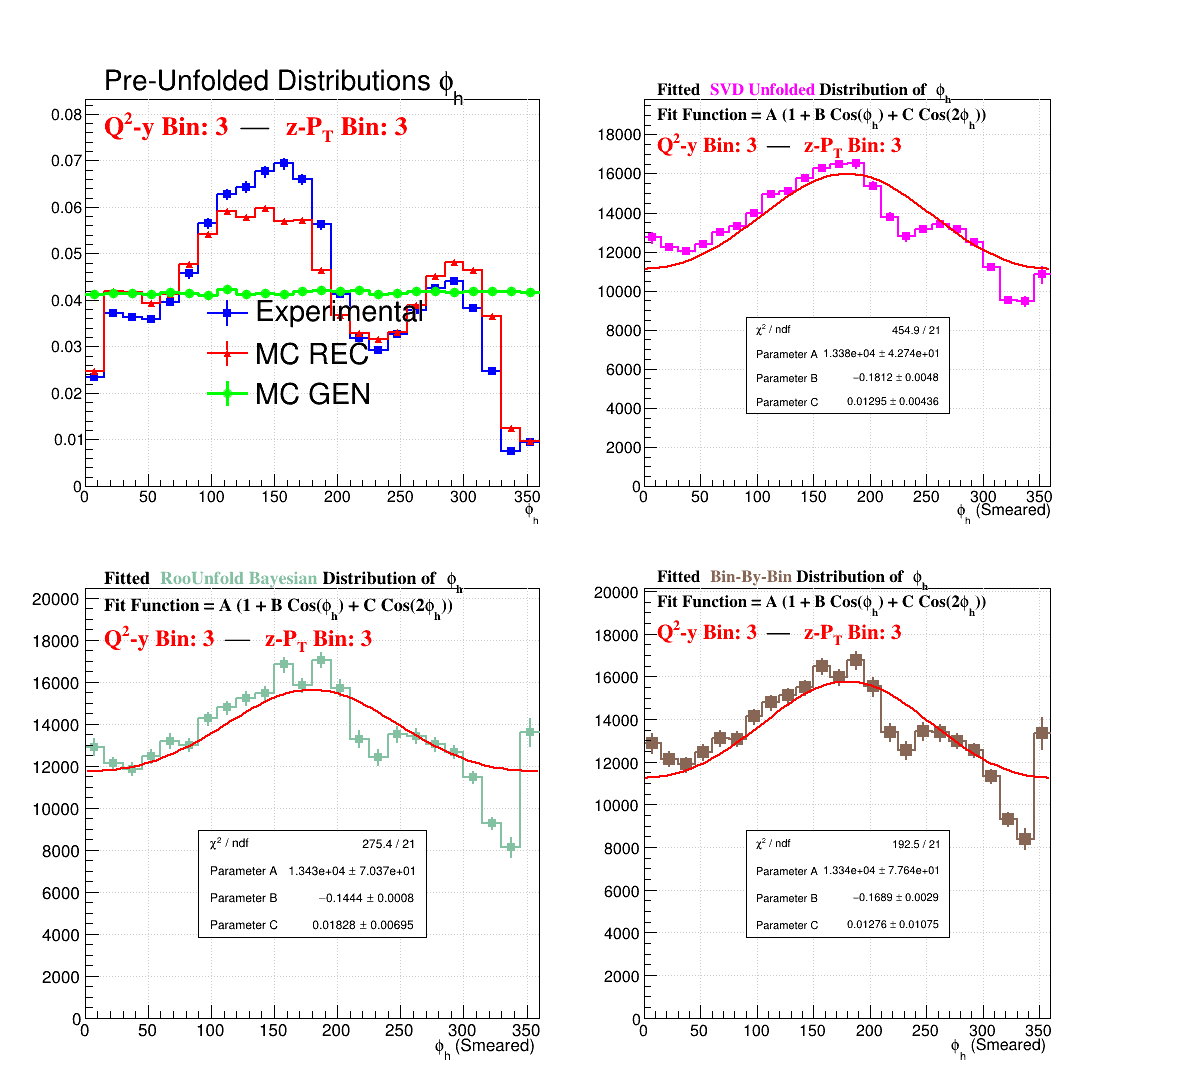 Pre-Unfolded Distributions ϕh
Q²-y Bin: 3 — z-PT Bin: 3
0.08
0.07
0.06
0.05
0.04
0.03
0.02
0.01
0
Experimental
MC REC
MC GEN
0 50 100 150 200 250 300 350
ϕh
Fitted SVD Unfolded Distribution of ϕh
Fit Function = A (1 + B Cos(ϕh) + C Cos(2ϕh))
Q²-y Bin: 3 — z-PT Bin: 3
18000
16000
14000
12000
10000
8000
6000
4000
2000
0
χ² / ndf 454.9 / 21
Parameter A 1.338e+04 ± 4.274e+01
Parameter B −0.1812 ± 0.0048
Parameter C 0.01295 ± 0.00436
0 50 100 150 200 250 300 350
ϕh (Smeared)
Fitted RooUnfold Bayesian Distribution of ϕh
Fit Function = A (1 + B Cos(ϕh) + C Cos(2ϕh))
Q²-y Bin: 3 — z-PT Bin: 3
20000
18000
16000
14000
12000
10000
8000
6000
4000
2000
0
χ² / ndf 275.4 / 21
Parameter A 1.343e+04 ± 7.037e+01
Parameter B −0.1444 ± 0.0008
Parameter C 0.01828 ± 0.00695
0 50 100 150 200 250 300 350
ϕh (Smeared)
Fitted Bin-By-Bin Distribution of ϕh
Fit Function = A (1 + B Cos(ϕh) + C Cos(2ϕh))
Q²-y Bin: 3 — z-PT Bin: 3
20000
18000
16000
14000
12000
10000
8000
6000
4000
2000
0
χ² / ndf 192.5 / 21
Parameter A 1.334e+04 ± 7.764e+01
Parameter B −0.1689 ± 0.0029
Parameter C 0.01276 ± 0.01075
0 50 100 150 200 250 300 350
ϕh (Smeared)